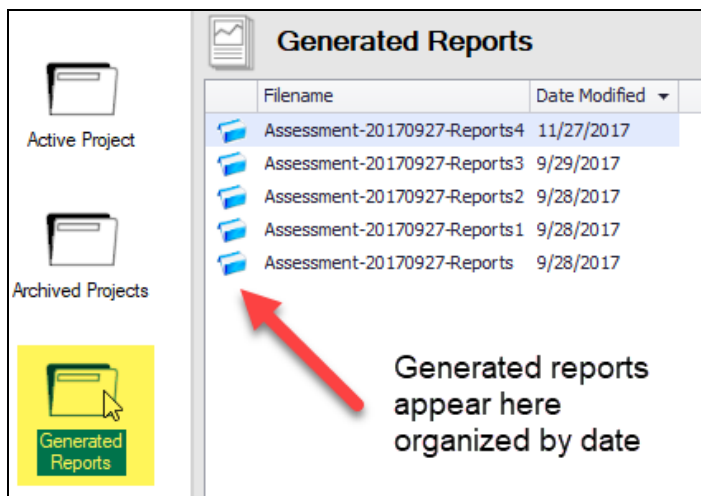 Generated Reports
Filename Date Modified
Assessment-20170927-Reports4 11/27/2017
Assessment-20170927-Reports3 9/29/2017
Assessment-20170927-Reports2 9/28/2017
Assessment-20170927-Reports1 9/28/2017
Assessment-20170927-Reports 9/28/2017
Active Project
Archived Projects
Generated
Reports
Generated reports
appear here
organized by date